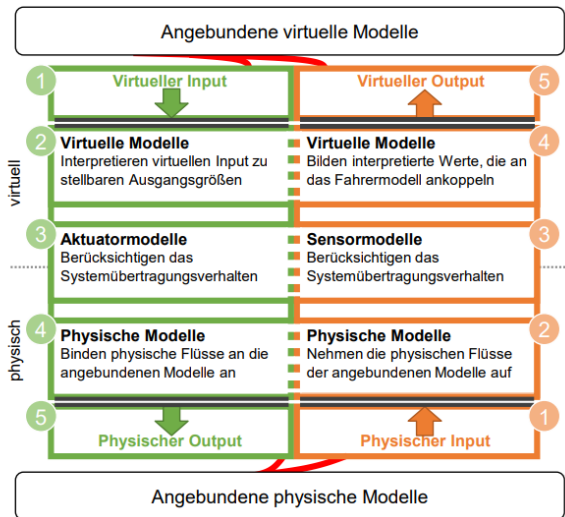 Angebundene virtuelle Modelle
1
Virtueller Input
Virtueller Output
5
virtuell
2
Virtuelle Modelle
Interpretieren virtuellen Input zu
stellbaren Ausgangsgrößen
Virtuelle Modelle
Bilden interpretierte Werte, die an
das Fahrermodell ankoppeln
4
3
Aktuatormodelle
Berücksichtigen das
Systemübertragungsverhalten
Sensormodelle
Berücksichtigen das
Systemübertragungsverhalten
3
physisch
4
Physische Modelle
Binden physische Flüsse an die
angebundenen Modelle an
Physische Modelle
Nehmen die physischen Flüsse
der angebundenen Modelle auf
2
5
Physischer Output
Physischer Input
1
Angebundene physische Modelle